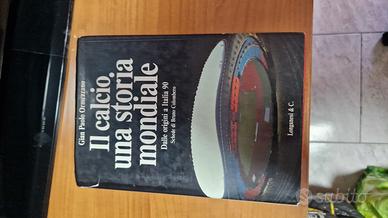 Gian Paolo Ormezzano
Il calcio.
una storia
mondiale
Dalle origini a Italia 90
Schede di Bruno Colombero
Longanesi & C.
subito